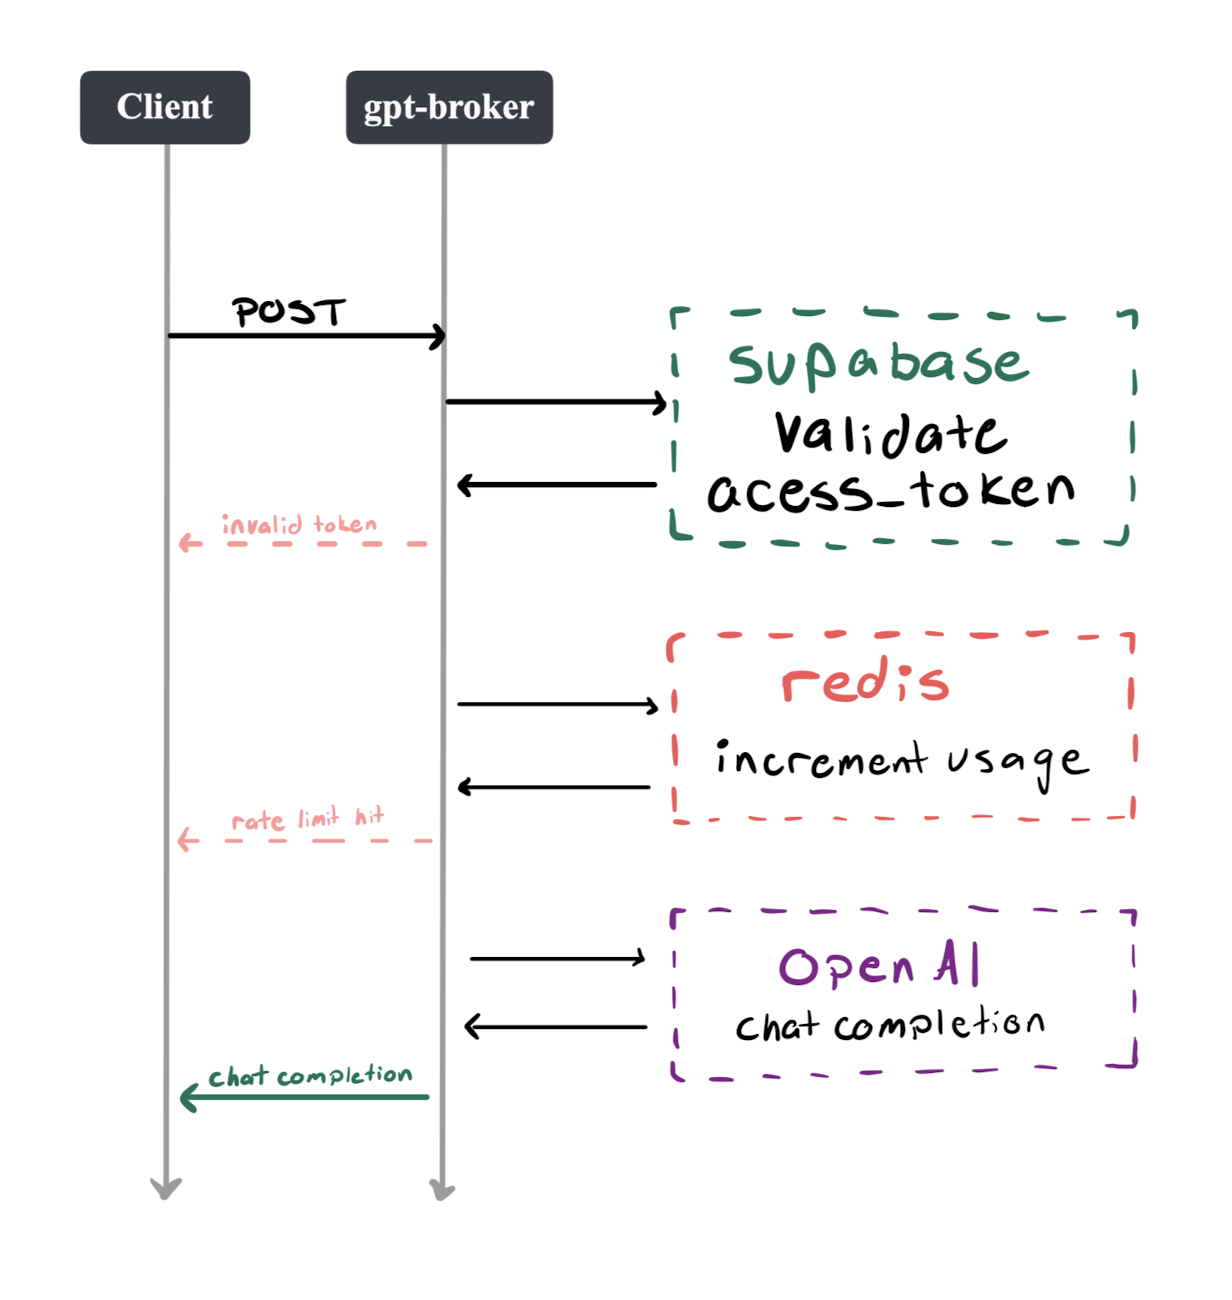 Client
gpt-broker
POST
supabase
validate
acess_token
invalid token
redis
increment usage
rate limit hit
Open AI
chat completion
chat completion